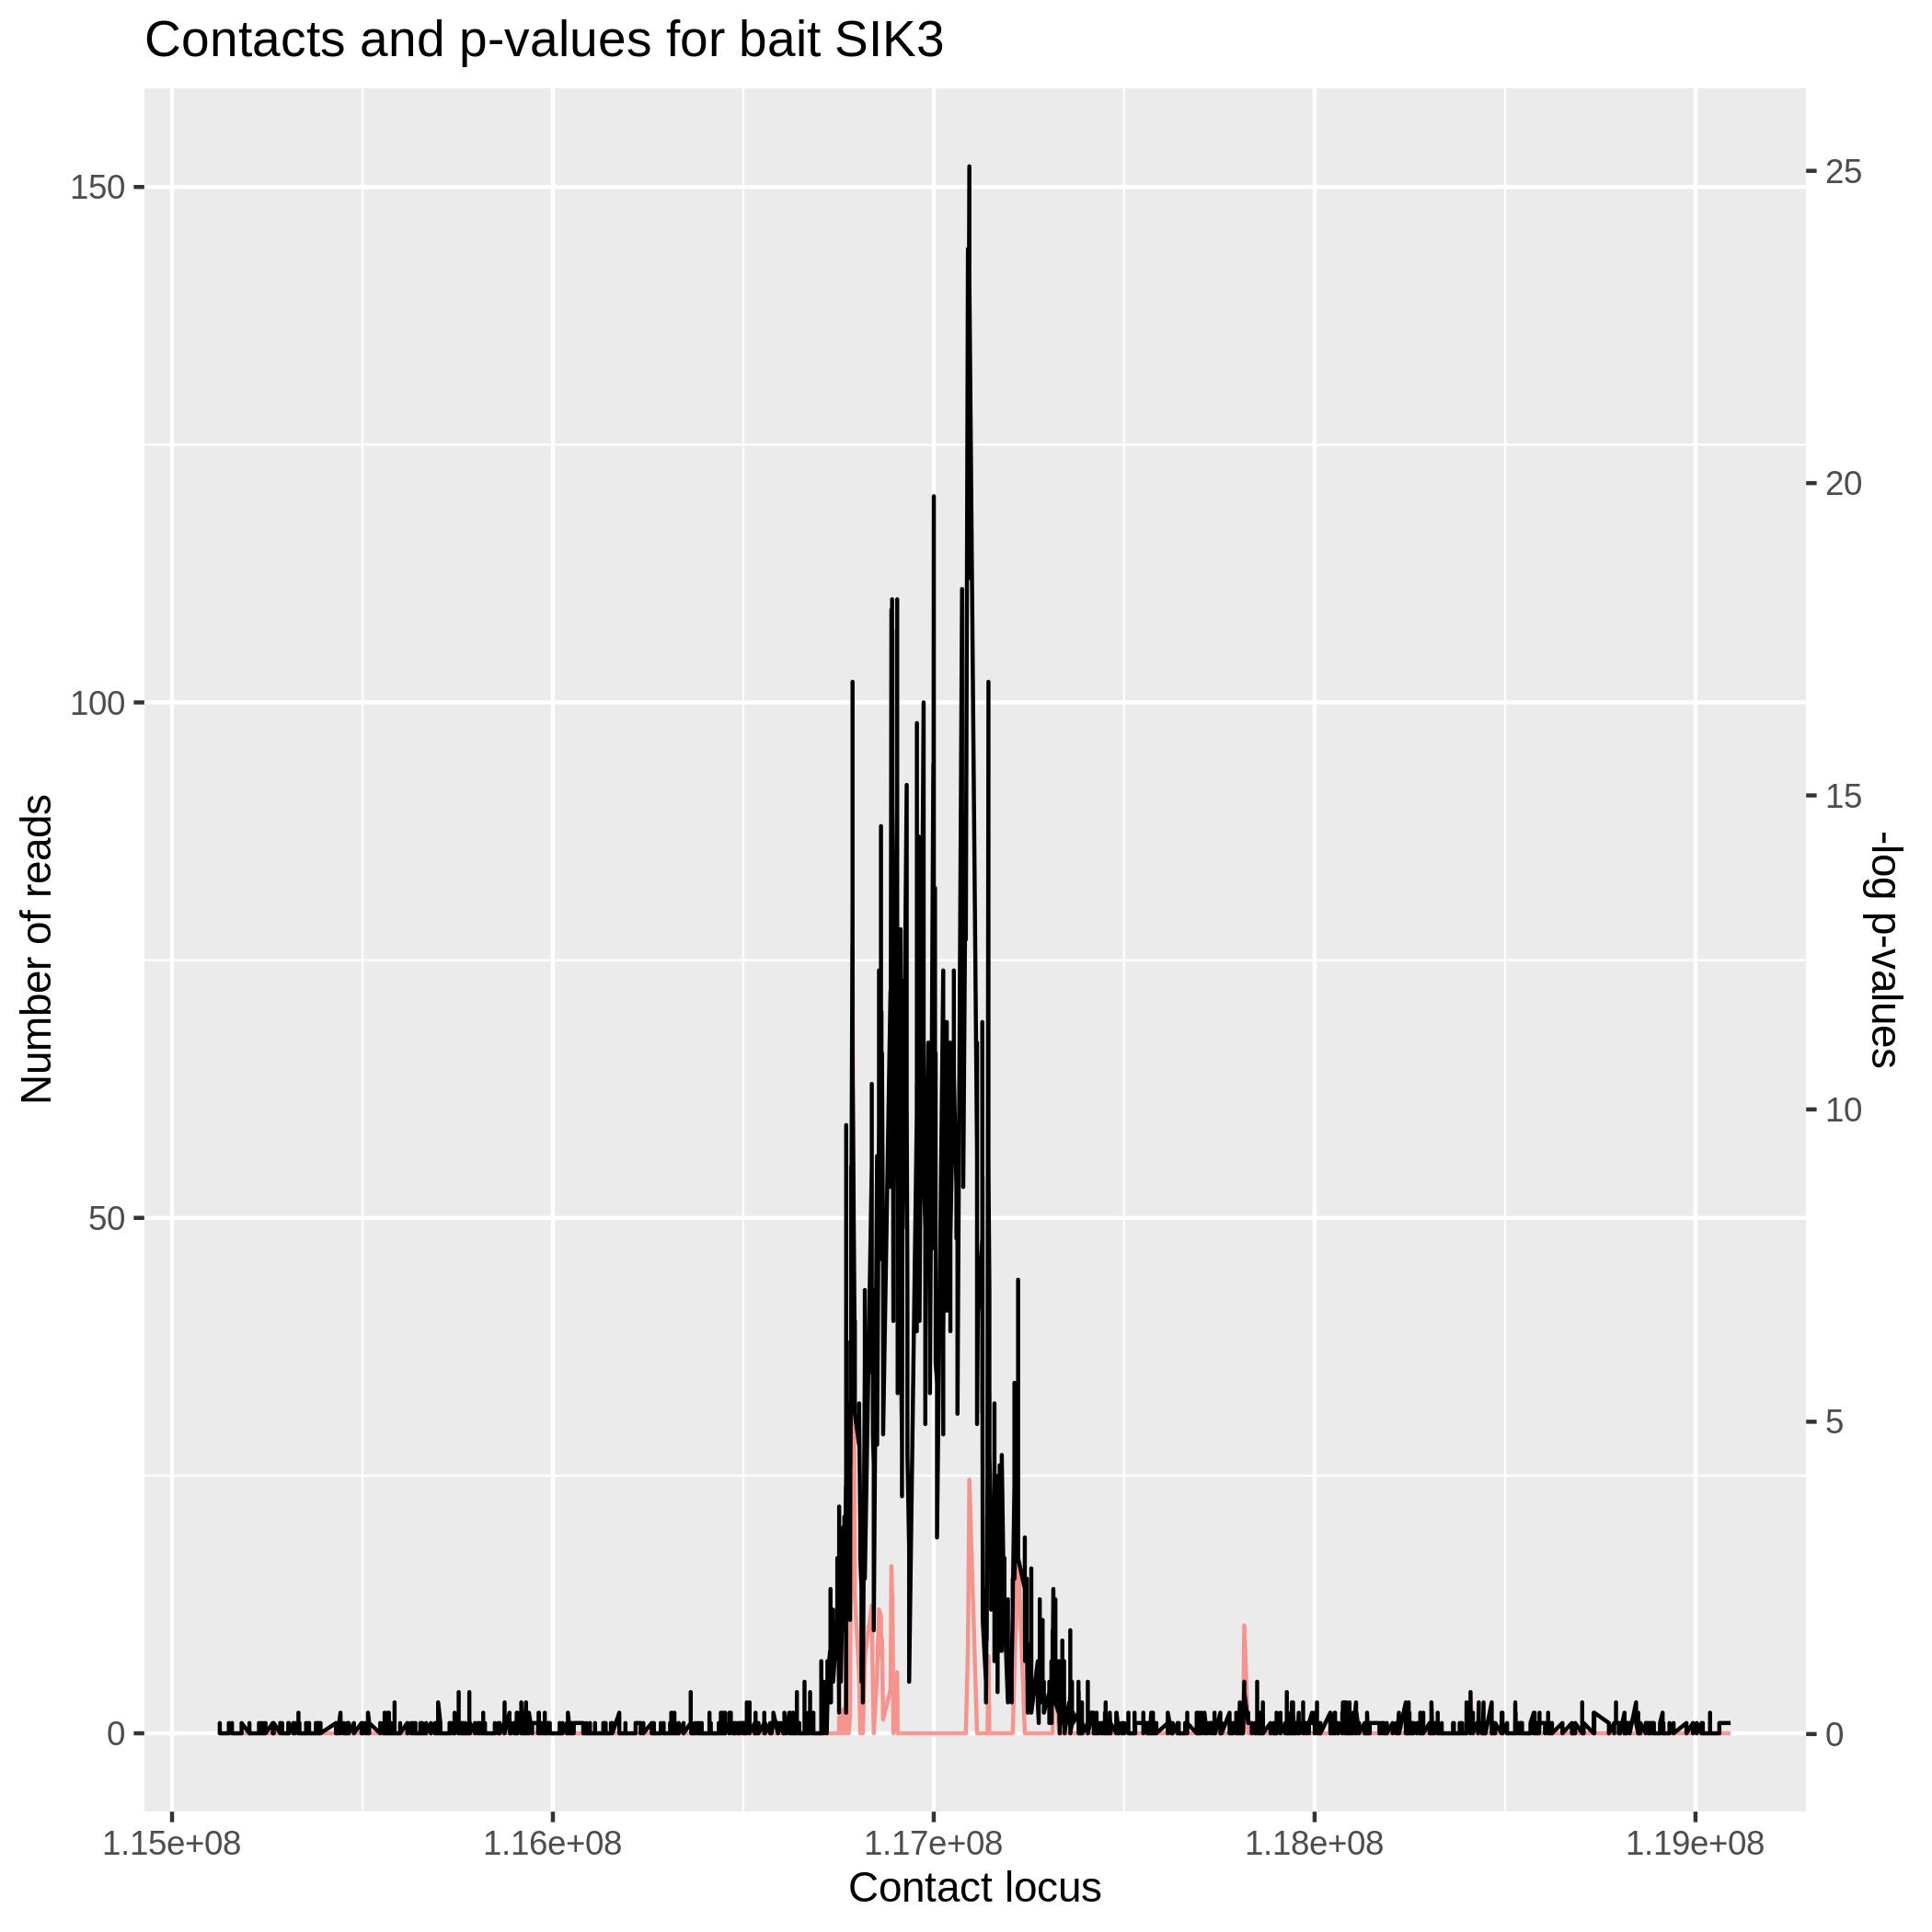 Contacts and p-values for bait SIK3
150
100
50
0
Number of reads
25
20
15
10
5
0
-log p-values
1.15e+08
1.16e+08
1.17e+08
1.18e+08
1.19e+08
Contact locus